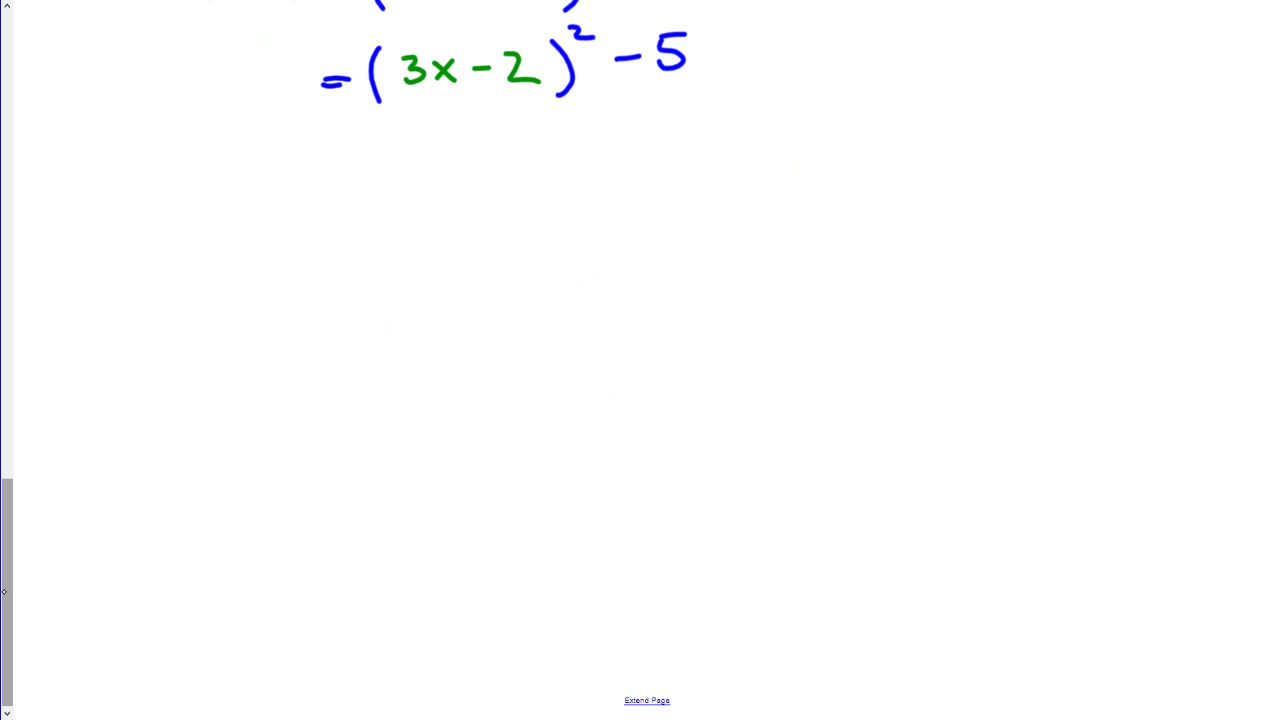 = (3x - 2)² - 5
Extend Page